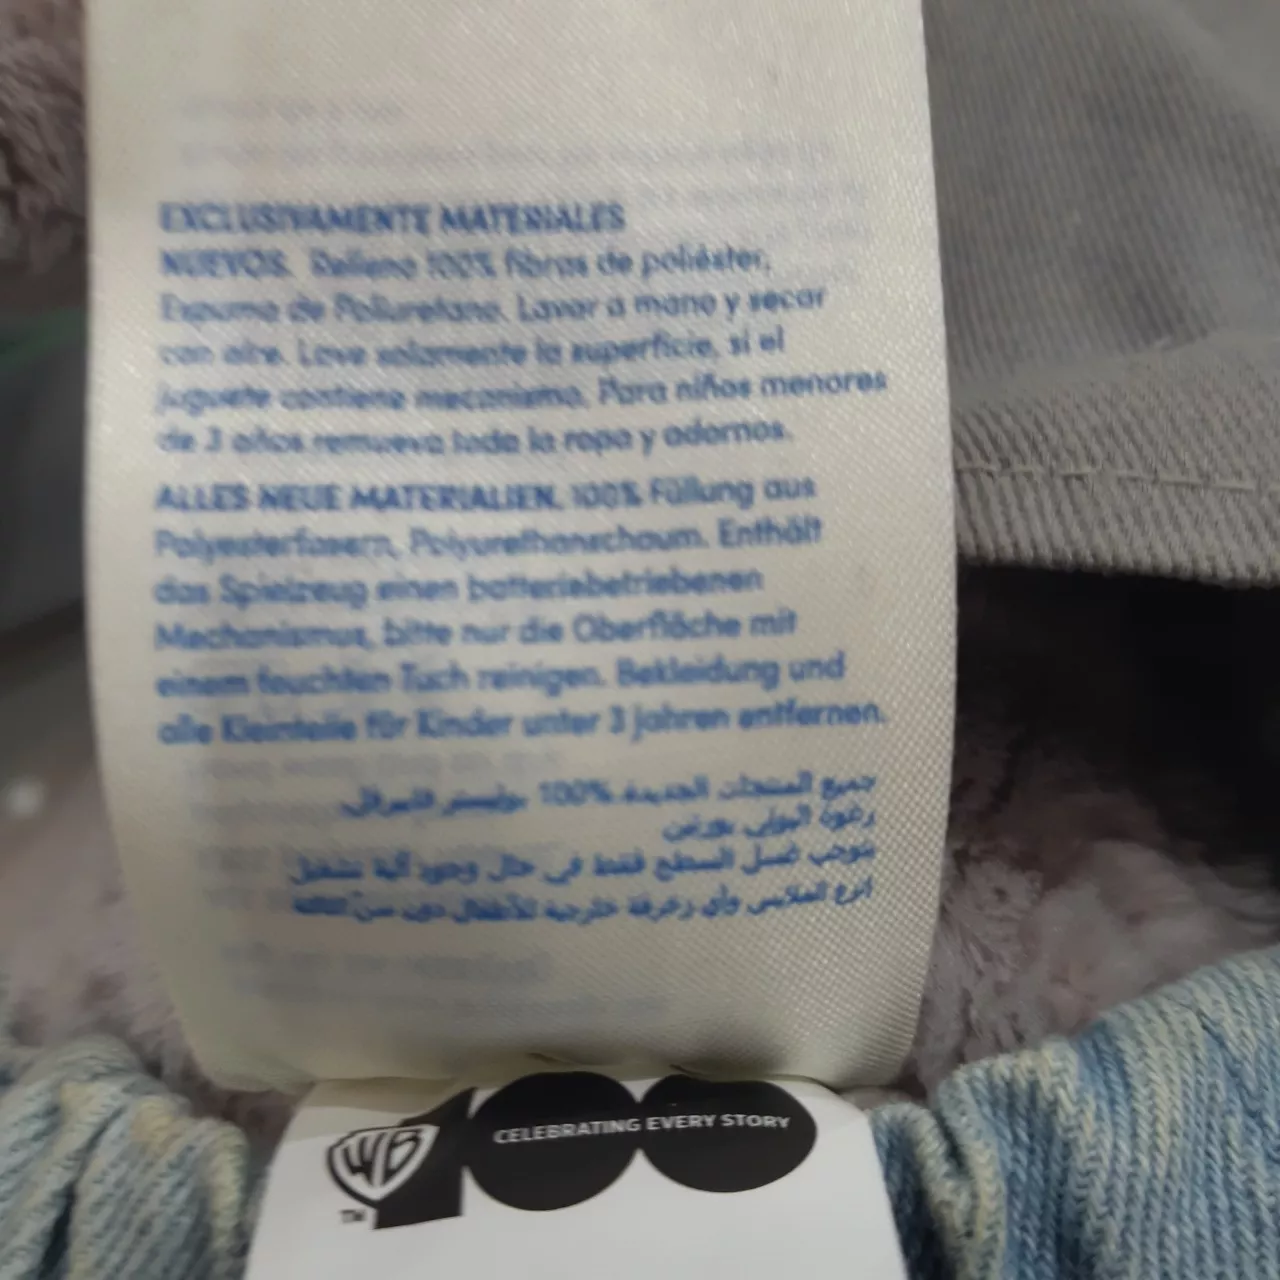 EXCLUSIVAMENTE MATERIALES
NUEVOS. Relleno 100% fibras de poliéster,
Espuma de Poliuretano. Lavar a mano y secar
con aire. Lave solamente la superficie, si el
juguete contiene mecanismo. Para niños menores
de 3 años remueva toda la ropa y adornos.
ALLES NEUE MATERIALIEN. 100% Füllung aus
Polyesterfasern, Polyurethanschaum. Enthält
das Spielzeug einen batteriebetriebenen
Mechanismus, bitte nur die Oberfläche mit
einem feuchten Tuch reinigen. Bekleidung und
alle Kleinteile für Kinder unter 3 Jahren entfernen.
جميع المنتجات الجديدة 100%
رغوة البولي
يتوجب غسل السطح فقط في حال وجود آلية تشغيل
انزع الملابس وأي زخرفة خارجية للأطفال دون سن
CELEBRATING EVERY STORY
WB 100
TM